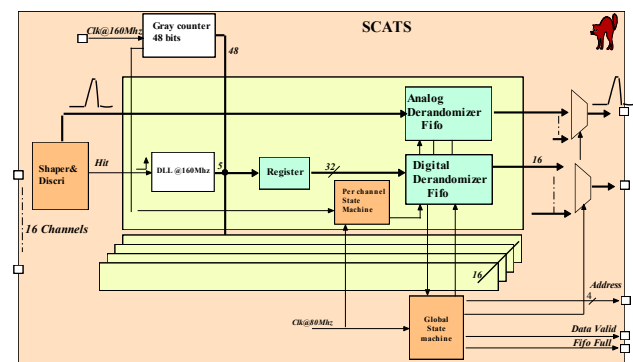 SCATS
Clk@160Mhz
Gray counter
48 bits
48
Analog
Derandomizer
Fifo
Shaper&
Discri
Hit
DLL @160Mhz
5
Register
32
Digital
Derandomizer
Fifo
16
Per channel
State
Machine
16 Channels
16
Address
4
Clk@80Mhz
Global
State
machine
Data Valid
Fifo Full